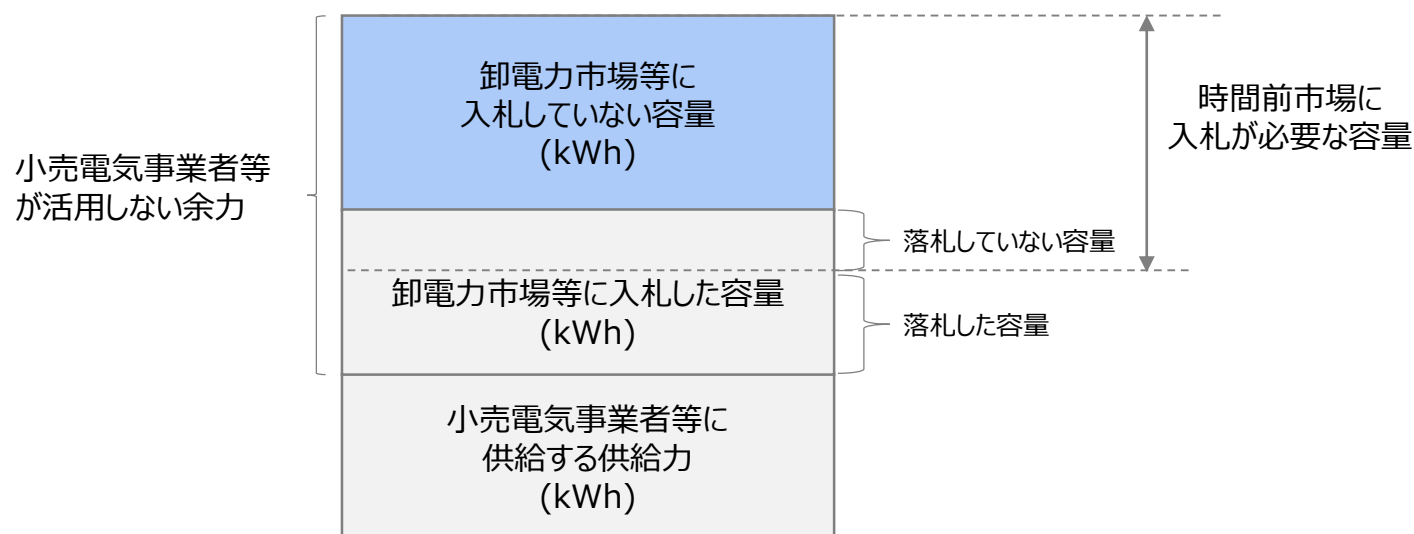 卸電力市場等に
入札していない容量
(kWh)
時間前市場に
入札が必要な容量
小売電気事業者等
が活用しない余力
落札していない容量
卸電力市場等に入札した容量
(kWh)
落札した容量
小売電気事業者等に
供給する供給力
(kWh)